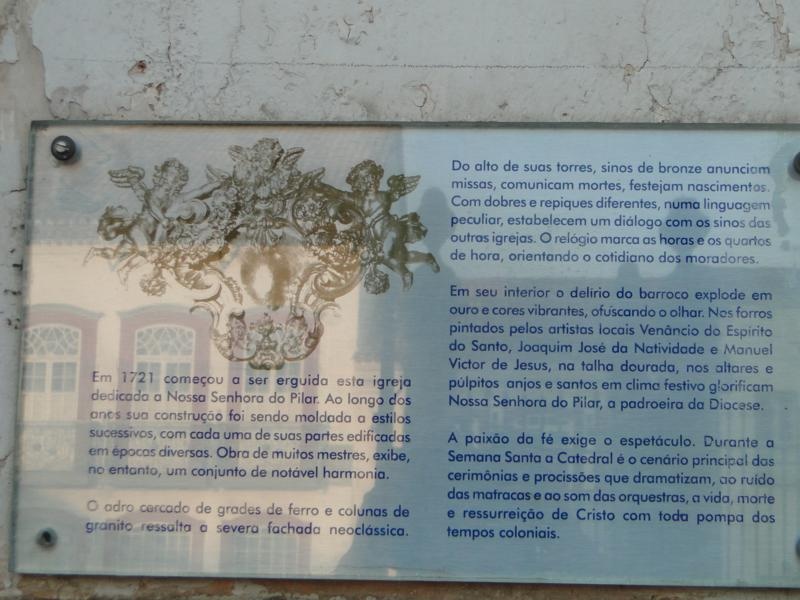 Em 1721 começou a ser erguida esta igreja
dedicada a Nossa Senhora do Pilar. Ao longo dos
anos sua construção foi sendo moldada a estilos
sucessivos, com cada uma de suas partes edificadas
em épocas diversas. Obra de muitos mestres, exibe,
no entanto, um conjunto de notável harmonia.
O adro cercado de grades de ferro e colunas de
granito ressalta a severa fachada neoclássica.
Do alto de suas torres, sinos de bronze anunciam
missas, comunicam mortes, festejam nascimentos.
Com dobres e repiques diferentes, numa linguagem
peculiar, estabelecem um diálogo com os sinos das
outras igrejas. O relógio marca as horas e os quartos
de hora, orientando o cotidiano dos moradores.
Em seu interior o delírio do barroco explode em
ouro e cores vibrantes, ofuscando o olhar. Nos forros
pintados pelos artistas locais Venâncio do Espírito
do Santo, Joaquim José da Natividade e Manuel
Victor de Jesus, na talha dourada, nos altares e
púlpitos anjos e santos em clima festivo glorificam
Nossa Senhora do Pilar, a padroeira da Diocese.
A paixão da fé exige o espetáculo. Durante a
Semana Santa a Catedral é o cenário principal das
cerimônias e procissões que dramatizam, ao ruído
das matracas e ao som das orquestras, a vida, morte
e ressurreição de Cristo com toda pompa dos
tempos coloniais.